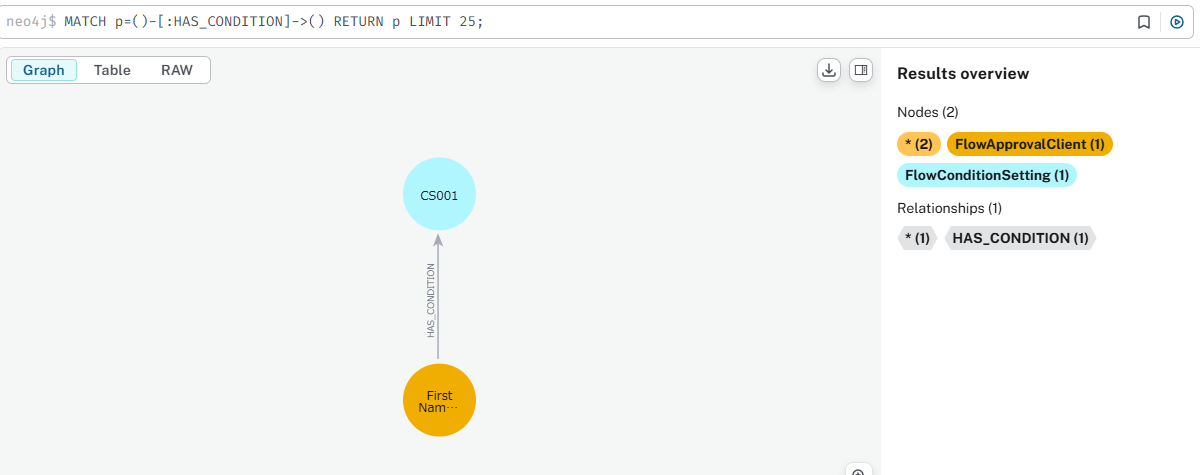 neo4j$ MATCH p=()-[:HAS_CONDITION]->() RETURN p LIMIT 25;
Graph Table RAW
CS001
HAS_CONDITION
First
Nam…
Results overview
Nodes (2)
* (2) FlowApprovalClient (1)
FlowConditionSetting (1)
Relationships (1)
* (1) HAS_CONDITION (1)